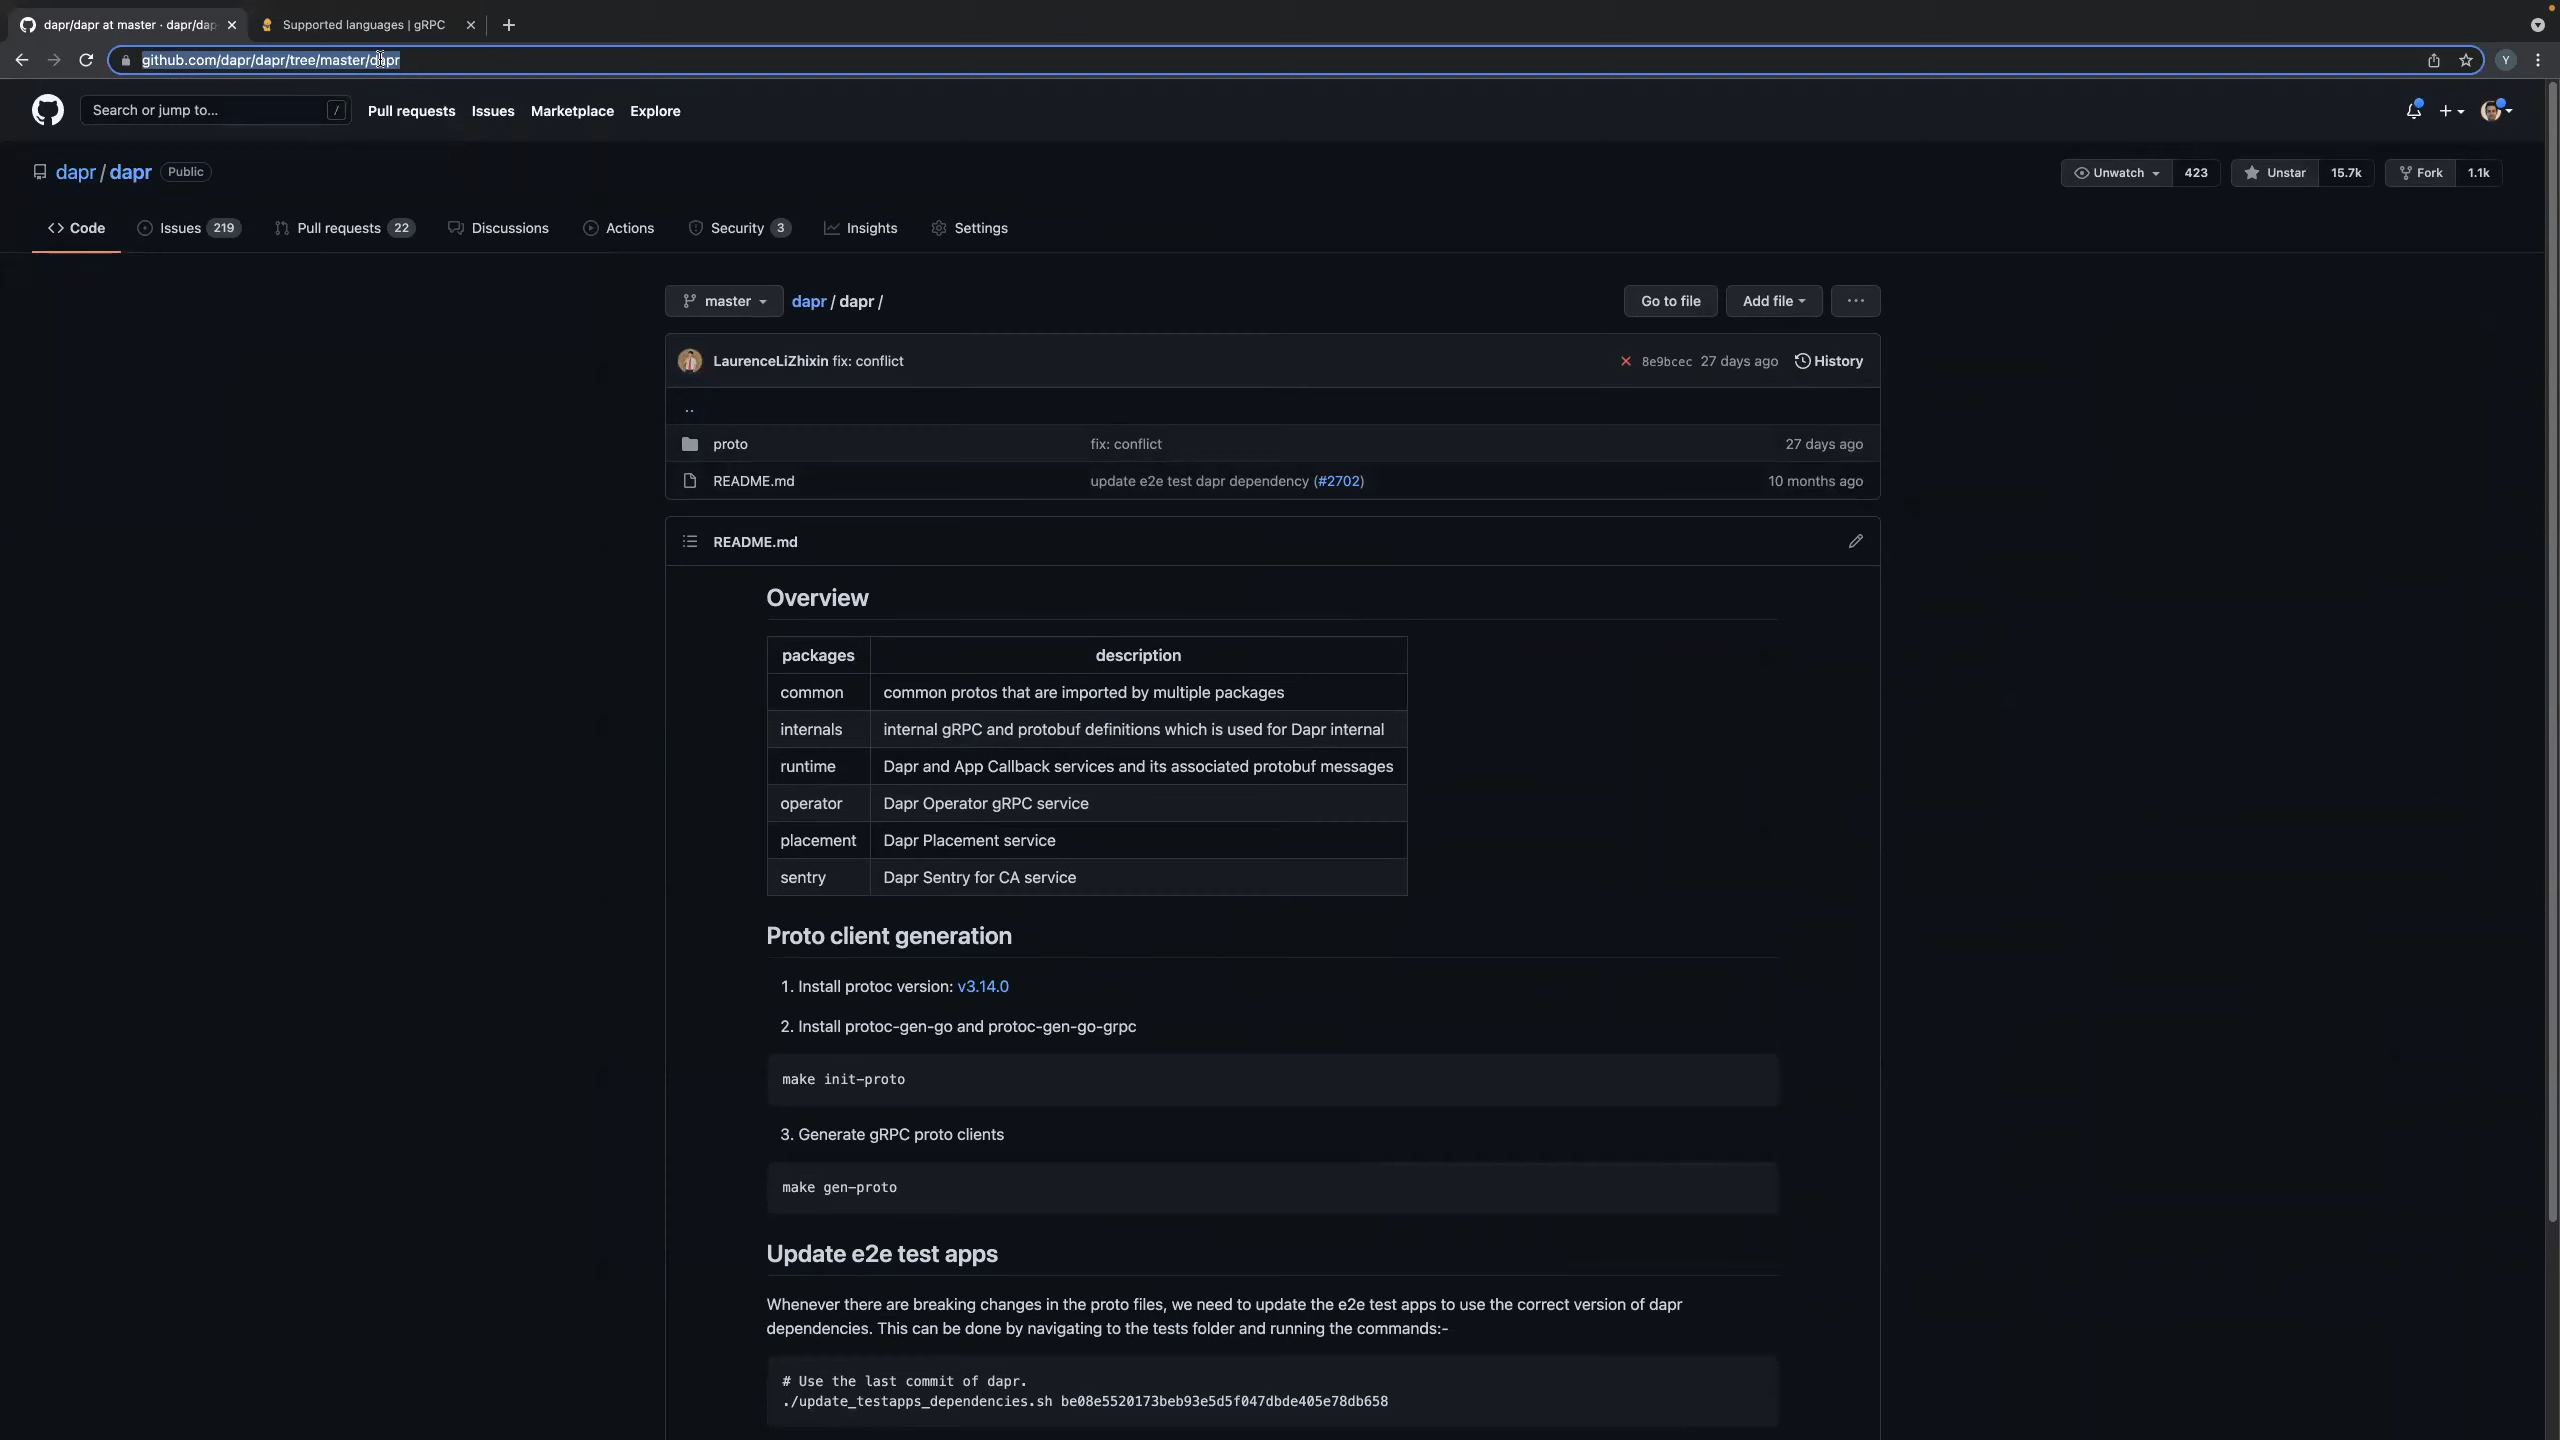 dapr/dapr at master · dapr/dap
Supported languages | gRPC
github.com/dapr/dapr/tree/master/dapr
Y
Search or jump to...
/
Pull requests
Issues
Marketplace
Explore
dapr / dapr
Public
Unwatch
423
Unstar
15.7k
Fork
1.1k
Code
Issues 219
Pull requests 22
Discussions
Actions
Security 3
Insights
Settings
master
dapr / dapr /
Go to file
Add file
LaurenceLiZhixin fix: conflict
8e9bcec 27 days ago
History
..
proto
fix: conflict
27 days ago
README.md
update e2e test dapr dependency (#2702)
10 months ago
README.md
Overview
packages description
common common protos that are imported by multiple packages
internals internal gRPC and protobuf definitions which is used for Dapr internal
runtime Dapr and App Callback services and its associated protobuf messages
operator Dapr Operator gRPC service
placement Dapr Placement service
sentry Dapr Sentry for CA service
Proto client generation
1. Install protoc version: v3.14.0
2. Install protoc-gen-go and protoc-gen-go-grpc
make init-proto
3. Generate gRPC proto clients
make gen-proto
Update e2e test apps
Whenever there are breaking changes in the proto files, we need to update the e2e test apps to use the correct version of dapr
dependencies. This can be done by navigating to the tests folder and running the commands:-
# Use the last commit of dapr.
./update_testapps_dependencies.sh be08e5520173beb93e5d5f047dbde405e78db658